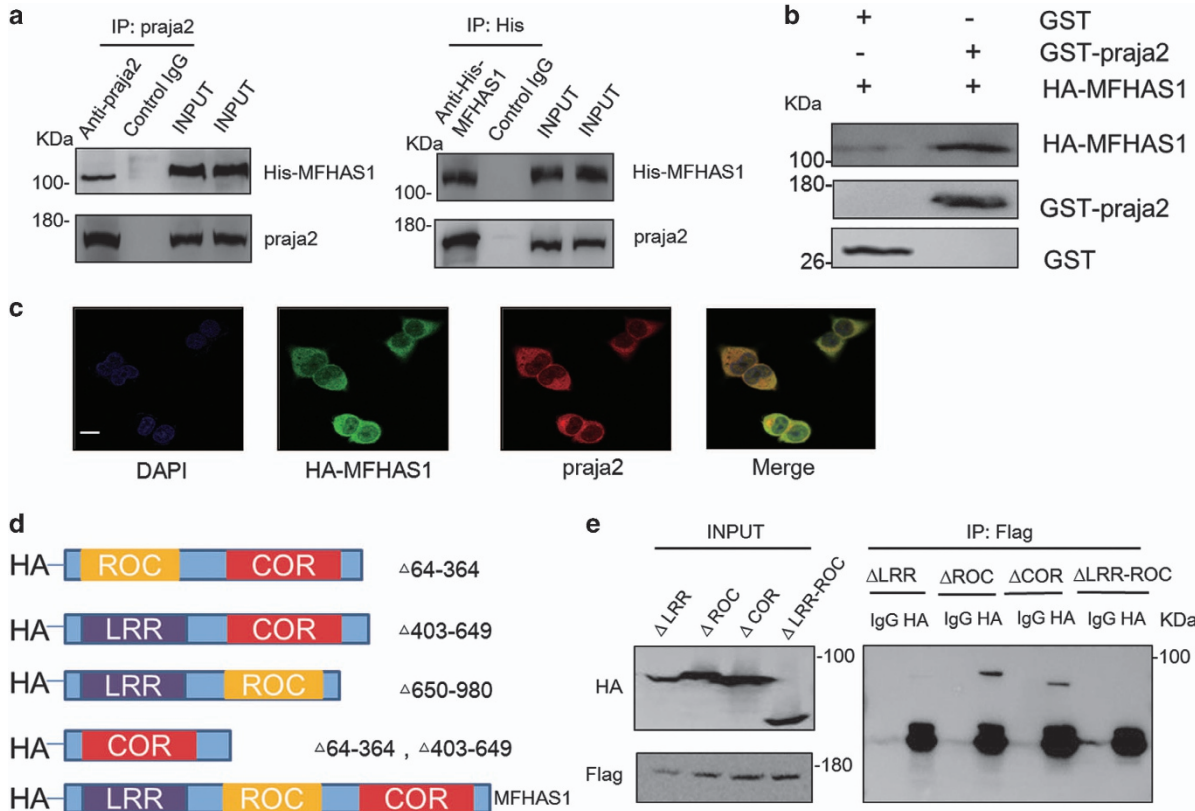 a
IP: praja2
Anti-praja2
Control IgG
INPUT
INPUT
KDa
100-
His-MFHAS1
180-
praja2
IP: His
Anti-His-
MFHAS1
Control IgG
INPUT
INPUT
KDa
100-
His-MFHAS1
180-
praja2
b
+ - GST
- + GST-praja2
+ + HA-MFHAS1
KDa
100-
HA-MFHAS1
180-
GST-praja2
26-
GST
c
DAPI
HA-MFHAS1
praja2
Merge
d
HA ROC COR △64-364
HA LRR COR △403-649
HA LRR ROC △650-980
HA COR △64-364 , △403-649
HA LRR ROC COR MFHAS1
e
INPUT
Δ LRR
Δ ROC
Δ COR
Δ LRR-ROC
HA
-100
Flag
-180
IP: Flag
ΔLRR ΔROC ΔCOR ΔLRR-ROC
IgG HA IgG HA IgG HA IgG HA KDa
-100